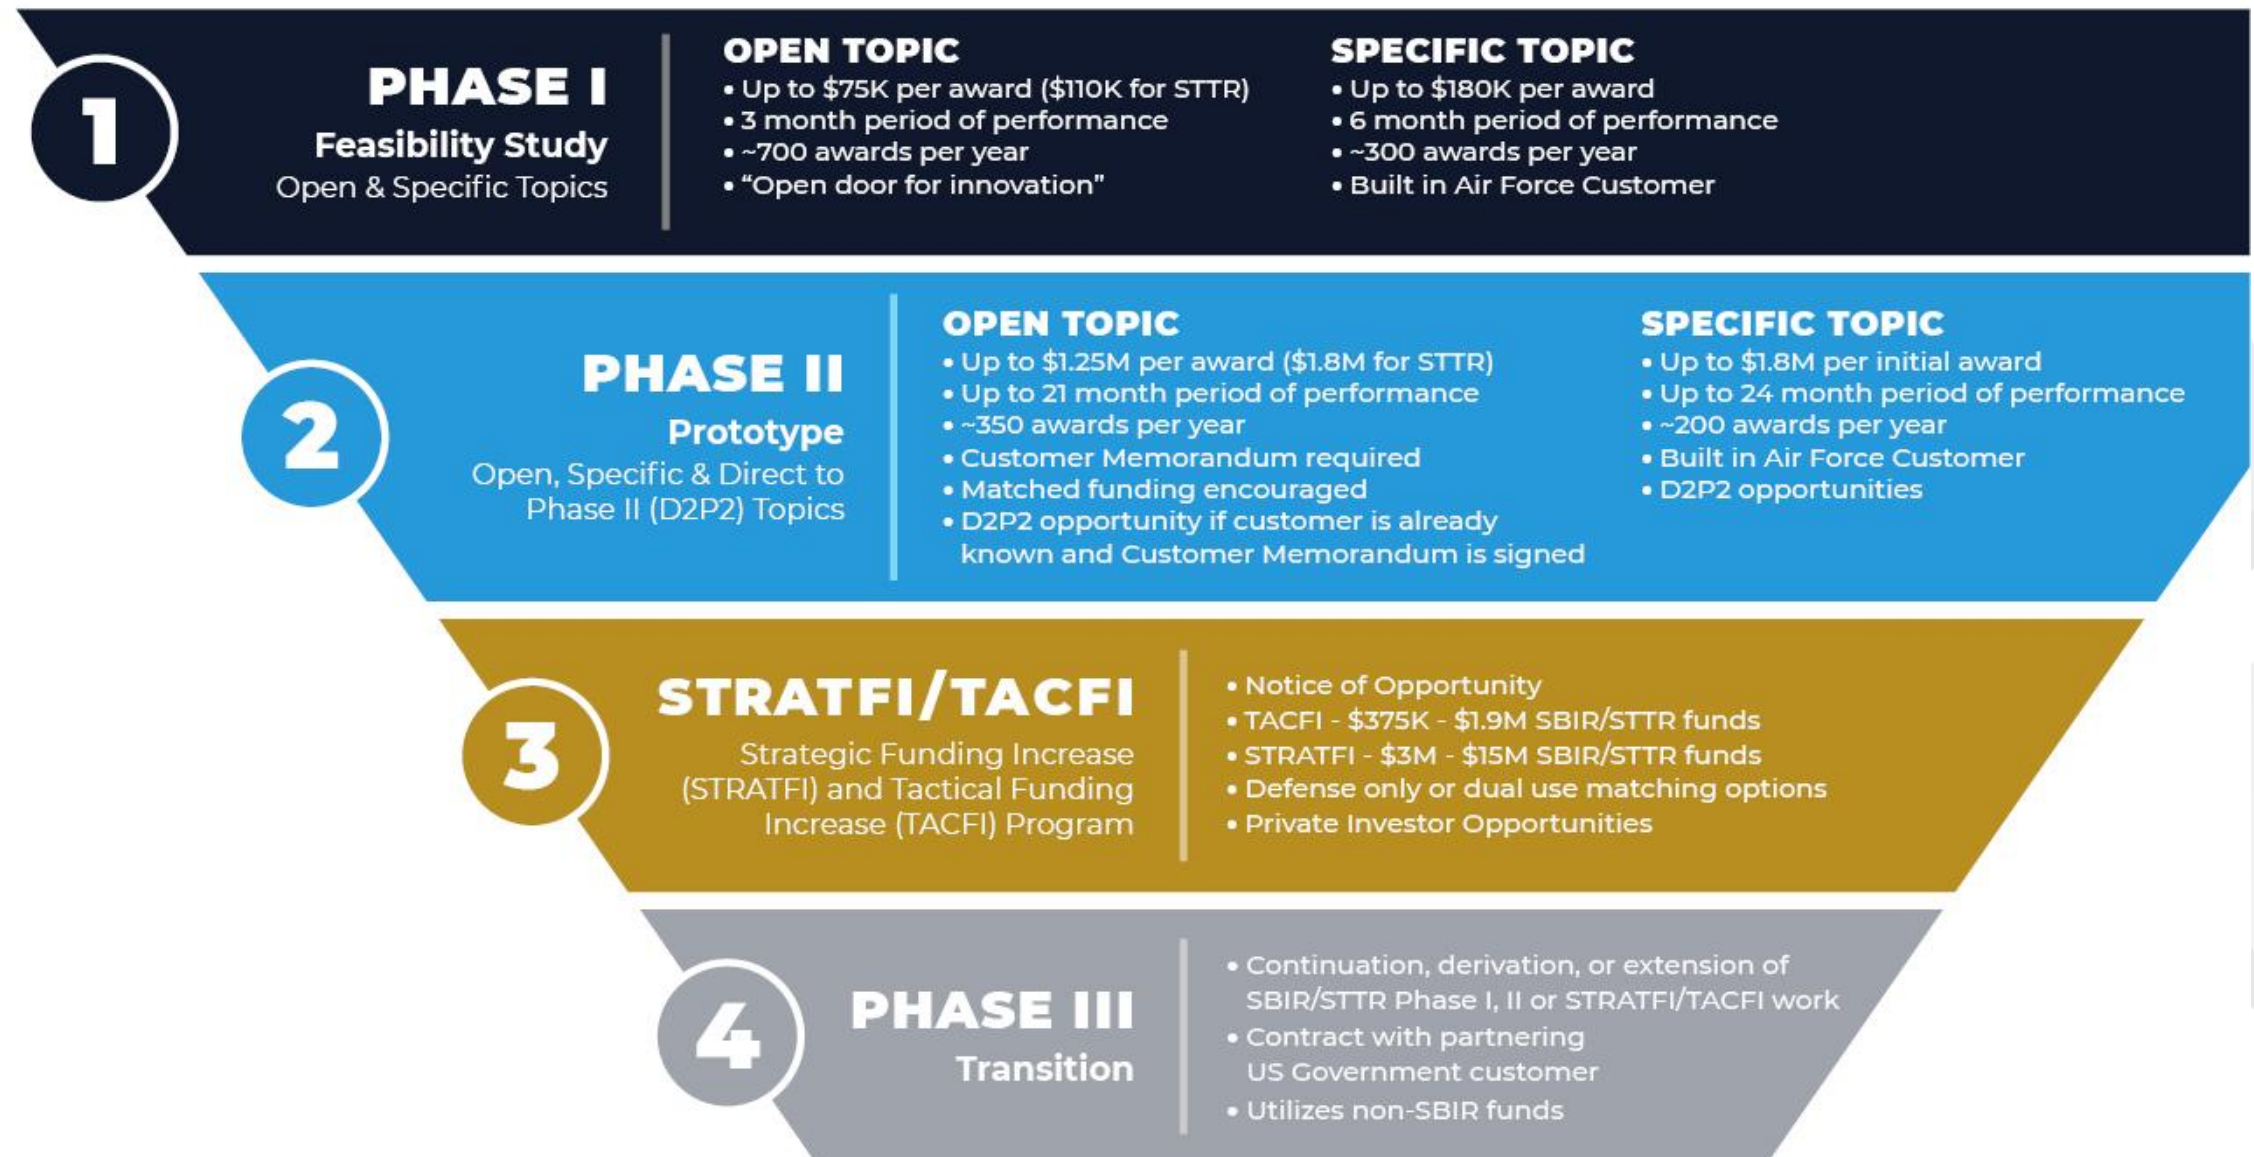 1
PHASE I
Feasibility Study
Open & Specific Topics
OPEN TOPIC
• Up to $75K per award ($110K for STTR)
• 3 month period of performance
• ~700 awards per year
• “Open door for innovation”
SPECIFIC TOPIC
• Up to $180K per award
• 6 month period of performance
• ~300 awards per year
• Built in Air Force Customer
2
PHASE II
Prototype
Open, Specific & Direct to
Phase II (D2P2) Topics
OPEN TOPIC
• Up to $1.25M per award ($1.8M for STTR)
• Up to 21 month period of performance
• ~350 awards per year
• Customer Memorandum required
• Matched funding encouraged
• D2P2 opportunity if customer is already
known and Customer Memorandum is signed
SPECIFIC TOPIC
• Up to $1.8M per initial award
• Up to 24 month period of performance
• ~200 awards per year
• Built in Air Force Customer
• D2P2 opportunities
3
STRATFI/TACFI
Strategic Funding Increase
(STRATFI) and Tactical Funding
Increase (TACFI) Program
• Notice of Opportunity
• TACFI - $375K - $1.9M SBIR/STTR funds
• STRATFI - $3M - $15M SBIR/STTR funds
• Defense only or dual use matching options
• Private Investor Opportunities
4
PHASE III
Transition
• Continuation, derivation, or extension of
SBIR/STTR Phase I, II or STRATFI/TACFI work
• Contract with partnering
US Government customer
• Utilizes non-SBIR funds